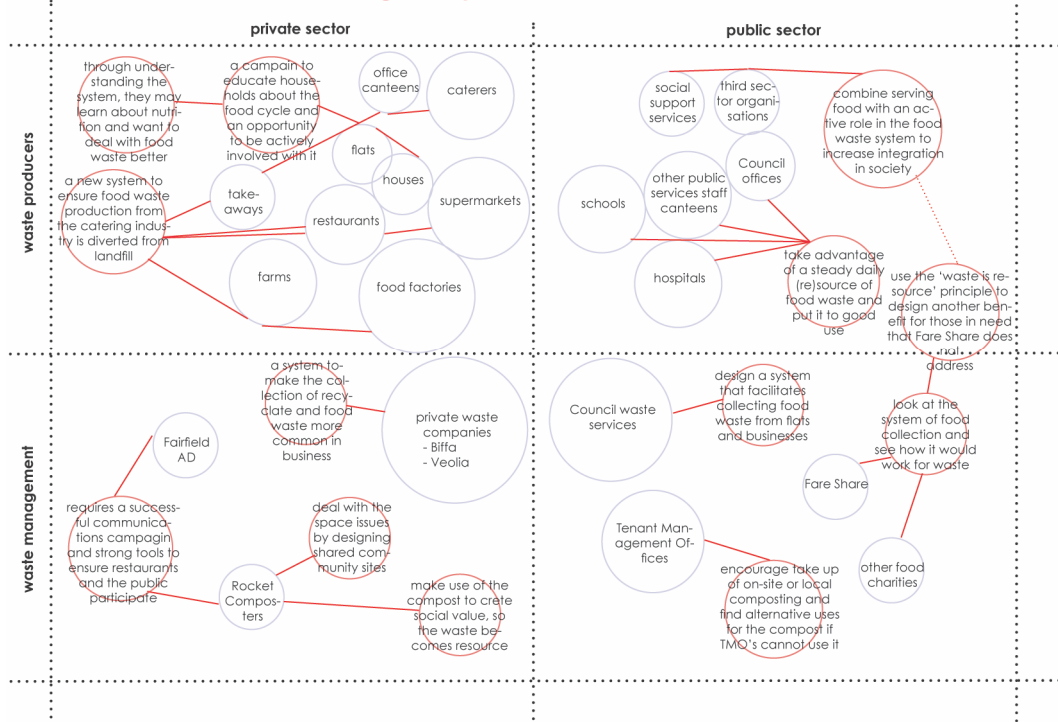 private sector
public sector
waste producers
through under-
standing the
system, they may
learn about nutri-
tion and want to
deal with food
waste better
a campain to
educate house-
holds about the
food cycle and
an opportunity
to be actively
involved with it
office
canteens
caterers
flats
houses
a new system to
ensure food waste
production from
the catering indus-
try is diverted from
landfill
take-
aways
restaurants
supermarkets
farms
food factories
social
support
services
third sec-
tor organi-
sations
combine serving
food with an ac-
tive role in the food
waste system to
increase integration
in society
Council
offices
other public
services staff
canteens
schools
hospitals
take advantage
of a steady daily
(re)source of
food waste and
put it to good
use
use the ‘waste is re-
source’ principle to
design another ben-
efit for those in need
that Fare Share does
address
waste management
a system to
make the col-
lection of recy-
clate and food
waste more
common in
business
private waste
companies
- Biffa
- Veolia
Fairfield
AD
requires a success-
ful communica-
tions campagin
and strong tools to
ensure restaurants
and the public
participate
deal with the
space issues
by designing
shared com-
munity sites
Rocket
Compos-
ters
make use of the
compost to crete
social value, so
the waste be-
comes resource
Council waste
services
design a system
that facilitates
collecting food
waste from flats
and businesses
look at the
system of food
collection and
see how it would
work for waste
Fare Share
Tenant Man-
agement Of-
fices
other food
charities
encourage take up
of on-site or local
composting and
find alternative uses
for the compost if
TMO's cannot use it